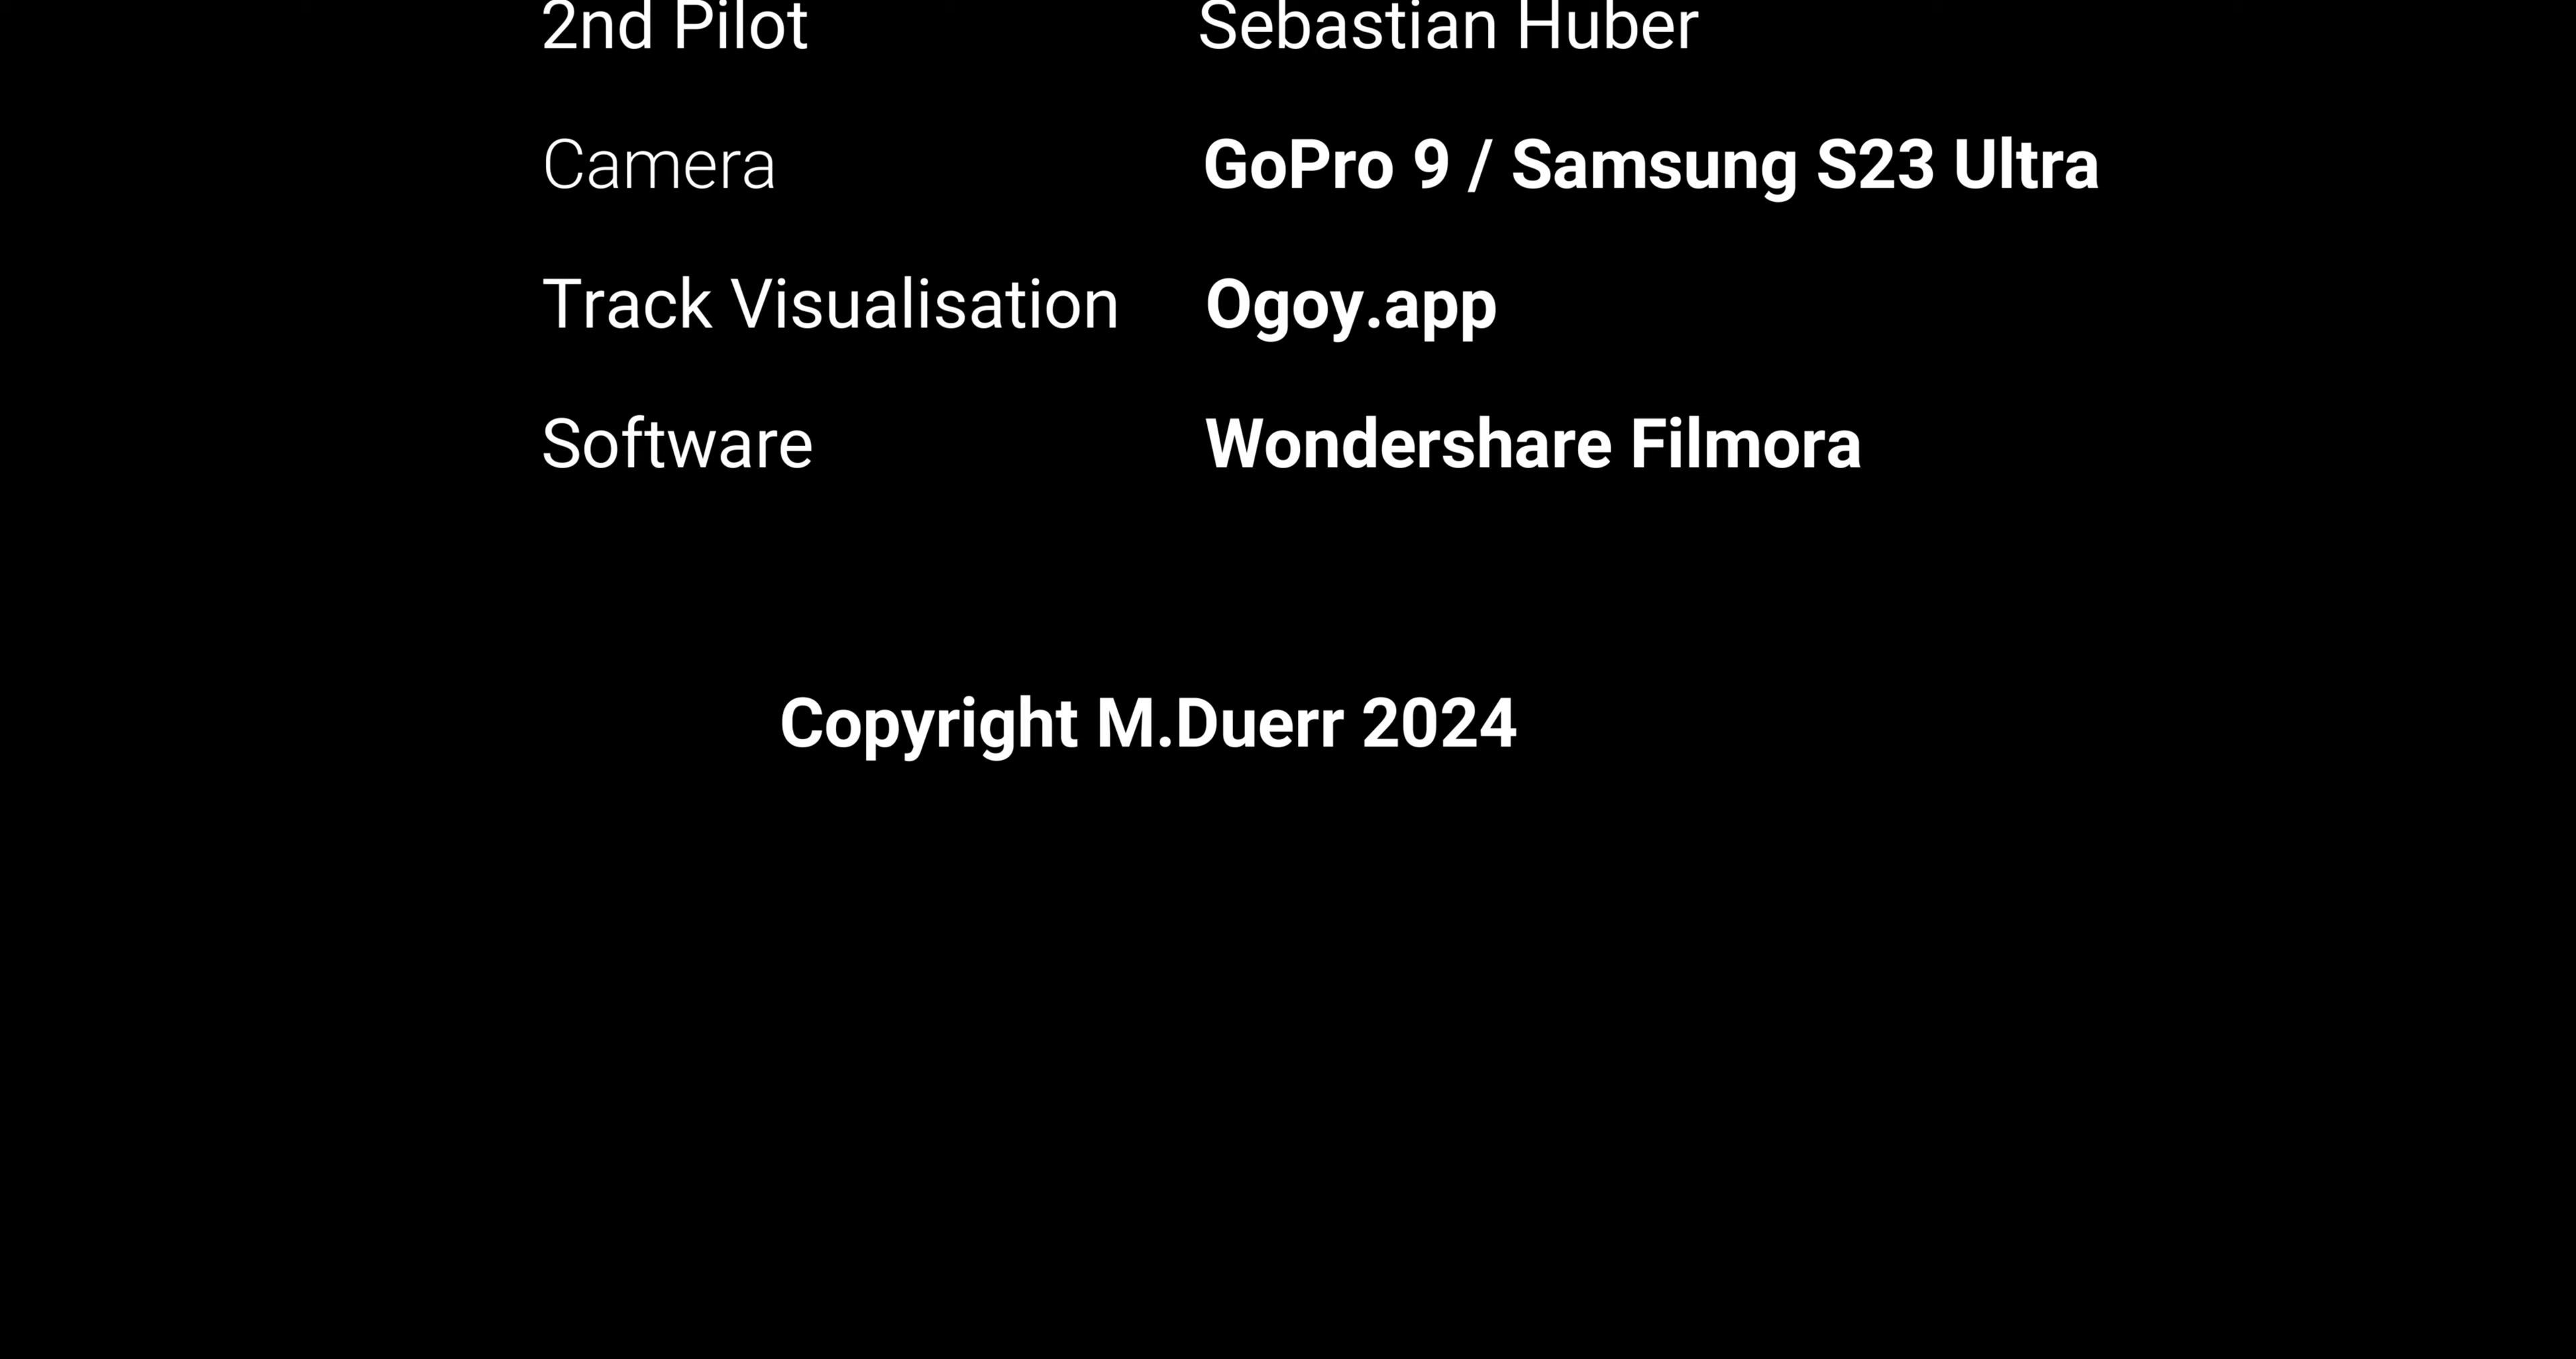 2nd Pilot Sebastian Huber
Camera GoPro 9 / Samsung S23 Ultra
Track Visualisation Ogoy.app
Software Wondershare Filmora
Copyright M.Duerr 2024